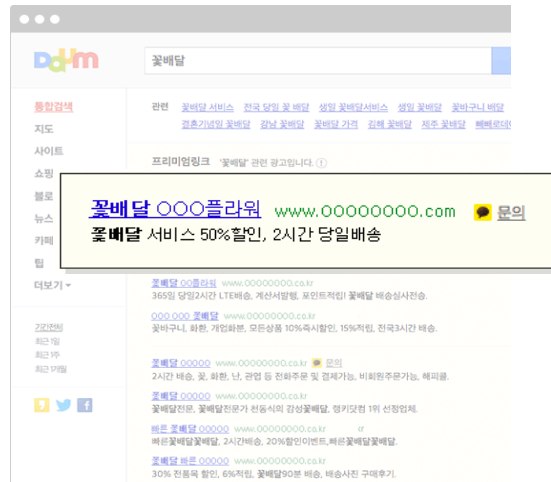 Daum
꽃배달
통합검색
지도
사이트
쇼핑
블로
뉴스
카페
팁
더보기
기간전체
최근 1일
최근 1주
최근 1개월
관련 꽃배달 서비스 전국 당일 꽃 배달 생일 꽃배달서비스 생일 꽃배달 꽃바구니 배달
결혼기념일 꽃배달 강남 꽃배달 꽃배달 가격 김해 꽃배달 제주 꽃배달
프리미엄링크 '꽃배달' 관련 광고입니다.
꽃배달 OOO플라워 www.OOOOOOOO.com 문의
꽃배달 서비스 50%할인, 2시간 당일배송
꽃배달 OO플라워 www.OOOOOOOO.co.kr
365일 당일2시간 LTE배송, 계산서발행, 포인트적립! 꽃배달 배송실사전송.
OOO OOO 꽃배달 www.OOOOOOOO.co.kr
꽃바구니, 화환, 개업화분, 모든상품 10%즉시할인, 15%적립, 전국3시간 배송.
꽃배달 OOOOO www.OOOOOOOO.co.kr 문의
2시간 배송, 꽃, 화환, 난, 관엽 등 전화주문 및 결제가능, 비회원주문가능, 해피콜.
꽃배달 OOOOO www.OOOOOOOO.co.kr
꽃배달전문, 꽃배달전문가 천동식의 감성꽃배달, 랭키닷컴 1위 선정업체.
빠른 꽃배달 OOOOO www.OOOOOOOO.co.kr
빠른꽃배달꽃배달, 2시간배송, 20%할인이벤트,빠른꽃배달꽃배달.
꽃배달 빠른 OOOOO www.OOOOOOOO.co.kr
30% 전품목 할인, 6%적립, 꽃배달90분 배송, 배송사진 구매후기.